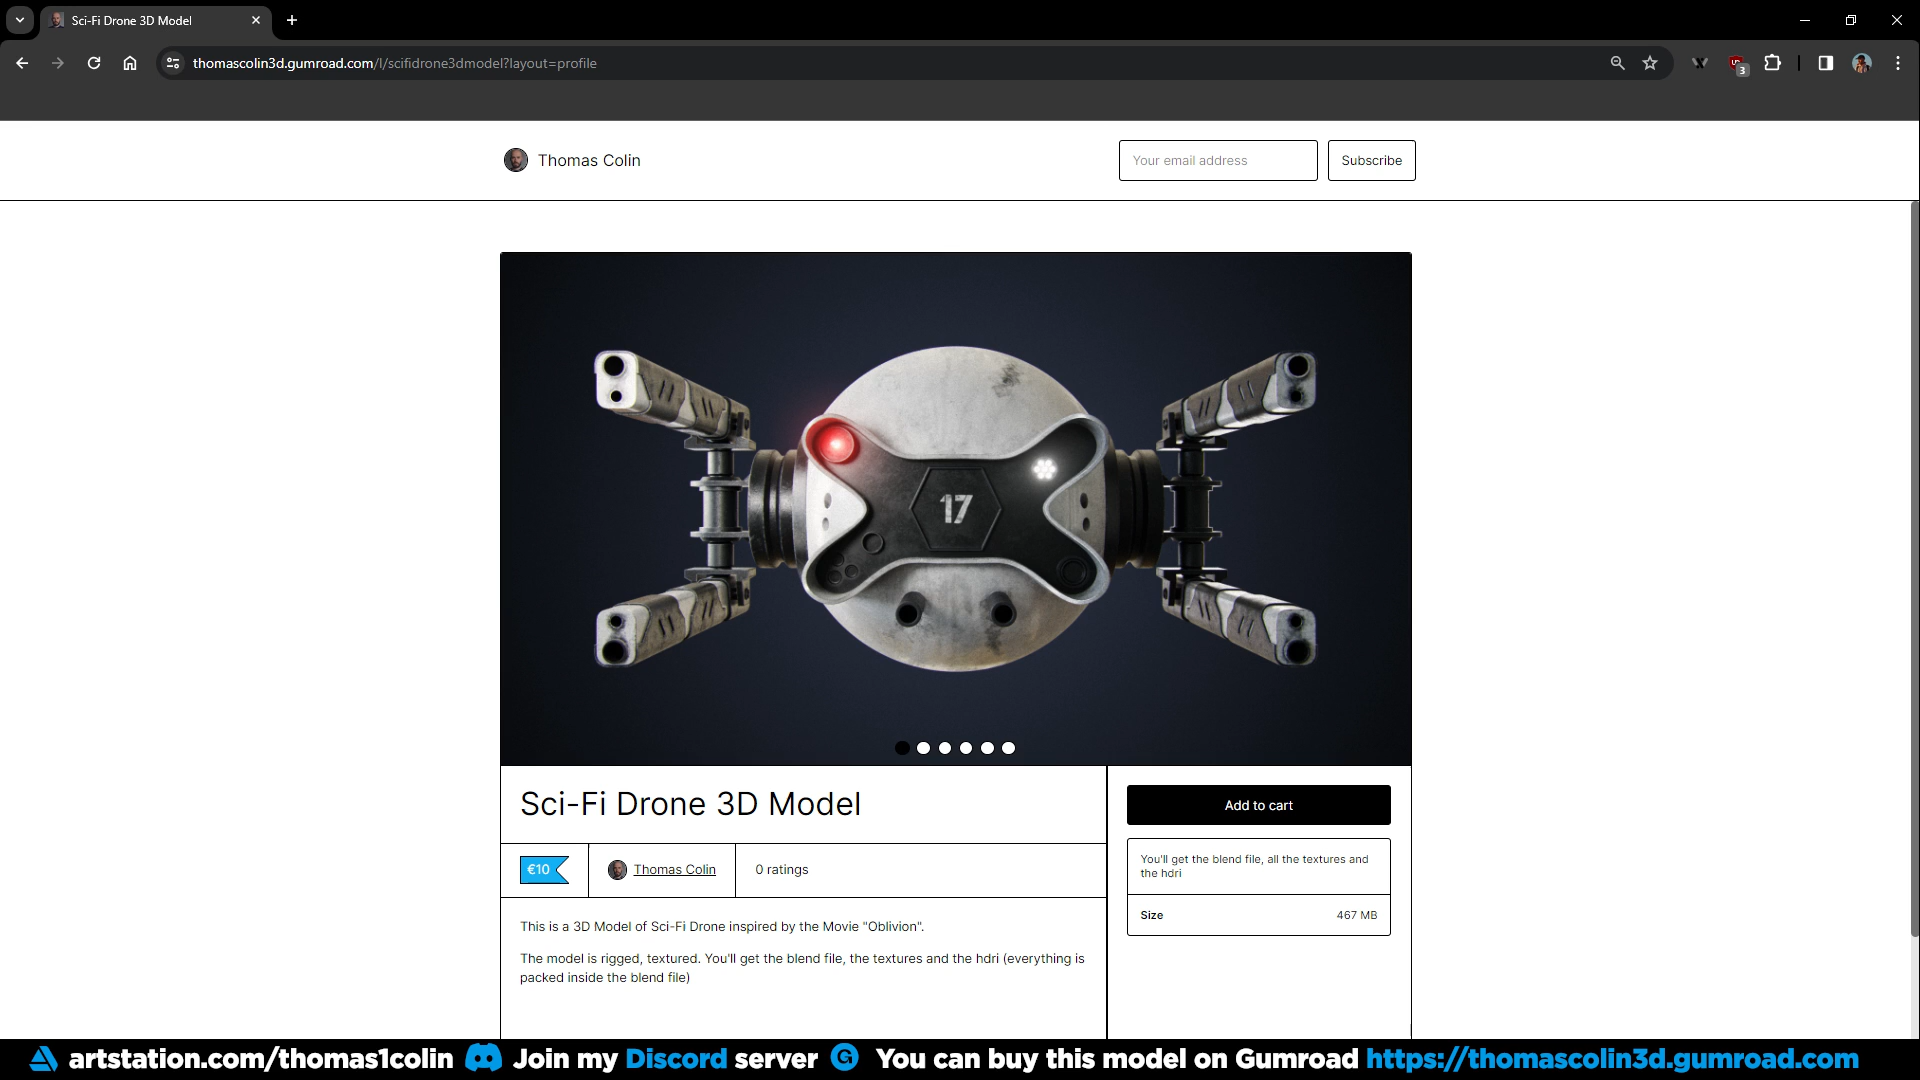 Sci-Fi Drone 3D Model
thomascolin3d.gumroad.com/l/scifidrone3dmodel?layout=profile
3
Thomas Colin
Your email address
Subscribe
17
Sci-Fi Drone 3D Model
Add to cart
€10
Thomas Colin
0 ratings
You'll get the blend file, all the textures and
the hdri
Size
467 MB
This is a 3D Model of Sci-Fi Drone inspired by the Movie "Oblivion".
The model is rigged, textured. You'll get the blend file, the textures and the hdri (everything is
packed inside the blend file)
artstation.com/thomas1colin Join my Discord server G You can buy this model on Gumroad https://thomascolin3d.gumroad.com